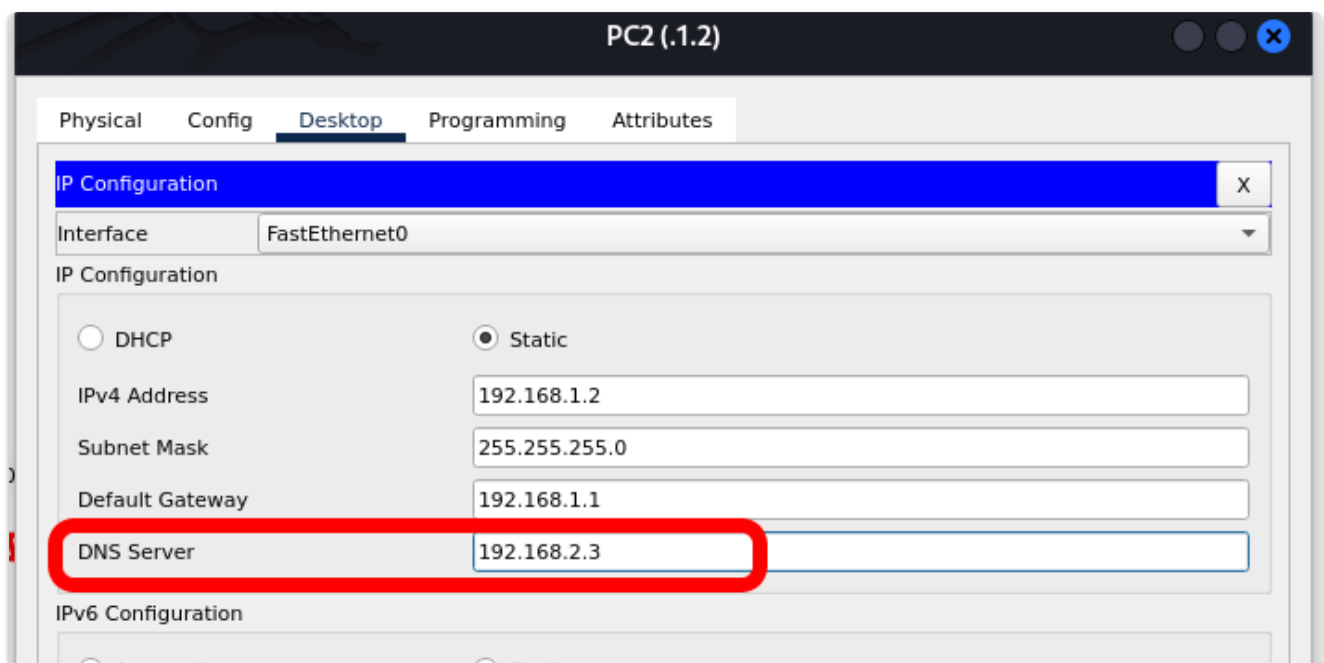 PC2 (.1.2)
Physical Config Desktop Programming Attributes
IP Configuration X
Interface FastEthernet0
IP Configuration
DHCP Static
IPv4 Address 192.168.1.2
Subnet Mask 255.255.255.0
Default Gateway 192.168.1.1
DNS Server 192.168.2.3
IPv6 Configuration